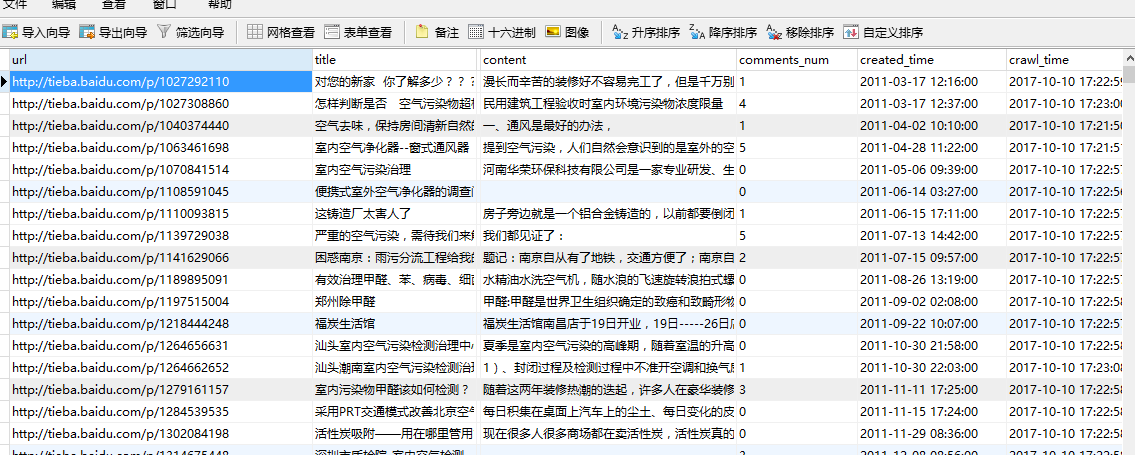 文件 编辑 查看 窗口 帮助
导入向导 导出向导 筛选向导 网格查看 表单查看 备注 十六进制 图像 升序排序 降序排序 移除排序 自定义排序
url title content comments_num created_time crawl_time
http://tieba.baidu.com/p/1027292110 对您的新家 你了解多少？？？ 漫长而辛苦的装修好不容易完工了，但是千万别 1 2011-03-17 12:16:00 2017-10-10 17:22:59
http://tieba.baidu.com/p/1027308860 怎样判断是否 空气污染物超标 民用建筑工程验收时室内环境污染物浓度限量 4 2011-03-17 12:37:00 2017-10-10 17:23:00
http://tieba.baidu.com/p/1040374440 空气去味，保持房间清新自然的 一、通风是最好的办法， 1 2011-04-02 10:10:00 2017-10-10 17:21:50
http://tieba.baidu.com/p/1063461698 室内空气净化器--窗式通风器 提到空气污染，人们自然会意识到的是室外的空 5 2011-04-28 11:22:00 2017-10-10 17:21:5
http://tieba.baidu.com/p/1070841514 室内空气污染治理 河南华荣环保科技有限公司是一家专业研发、生 0 2011-05-06 09:39:00 2017-10-10 17:22:57
http://tieba.baidu.com/p/1108591045 便携式室外空气净化器的调查问 0 2011-06-14 03:27:00 2017-10-10 17:22:56
http://tieba.baidu.com/p/1110093815 这铸造厂太害人了 房子旁边就是一个铝合金铸造的，以前都要倒闭 1 2011-06-15 17:11:00 2017-10-10 17:22:57
http://tieba.baidu.com/p/1139729038 严重的空气污染，需待我们来解 我们都见证了： 5 2011-07-13 14:42:00 2017-10-10 17:22:57
http://tieba.baidu.com/p/1141629066 困惑南京：雨污分流工程给我的 题记：南京自从有了地铁，交通方便了；南京自 2 2011-07-15 09:57:00 2017-10-10 17:22:57
http://tieba.baidu.com/p/1189895091 有效治理甲醛、苯、病毒、细菌 水精油水洗空气机，随水浪的飞速旋转浪拍式螺 0 2011-08-26 13:19:00 2017-10-10 17:22:57
http://tieba.baidu.com/p/1197515004 郑州除甲醛 甲醛:甲醛是世界卫生组织确定的致癌和致畸形物 0 2011-09-02 02:08:00 2017-10-10 17:22:58
http://tieba.baidu.com/p/1218444248 福炭生活馆 福炭生活馆南昌店于19日开业，19日-----26日店 0 2011-09-22 10:07:00 2017-10-10 17:22:57
http://tieba.baidu.com/p/1264656631 汕头室内空气污染检测治理中心 夏季是室内空气污染的高峰期，随着室温的升高 0 2011-10-30 21:58:00 2017-10-10 17:22:58
http://tieba.baidu.com/p/1264662652 汕头潮南室内空气污染检测治 1）、封闭过程及检测过程中不准开空调和换气 1 2011-10-30 22:03:00 2017-10-10 17:23:08
http://tieba.baidu.com/p/1279161157 室内污染物甲醛该如何检测？ 随着这两年装修热潮的迭起，许多人在豪华装修 3 2011-11-11 17:25:00 2017-10-10 17:22:58
http://tieba.baidu.com/p/1284539535 采用PRT交通模式改善北京空气 每日积集在桌面上汽车上的尘土、每日变化的皮 0 2011-11-15 17:24:00 2017-10-10 17:22:58
http://tieba.baidu.com/p/1302084198 活性炭吸附——用在哪里管用 现在很多人很多商场都在卖活性炭，活性炭真的 0 2011-11-29 08:36:00 2017-10-10 17:22:58